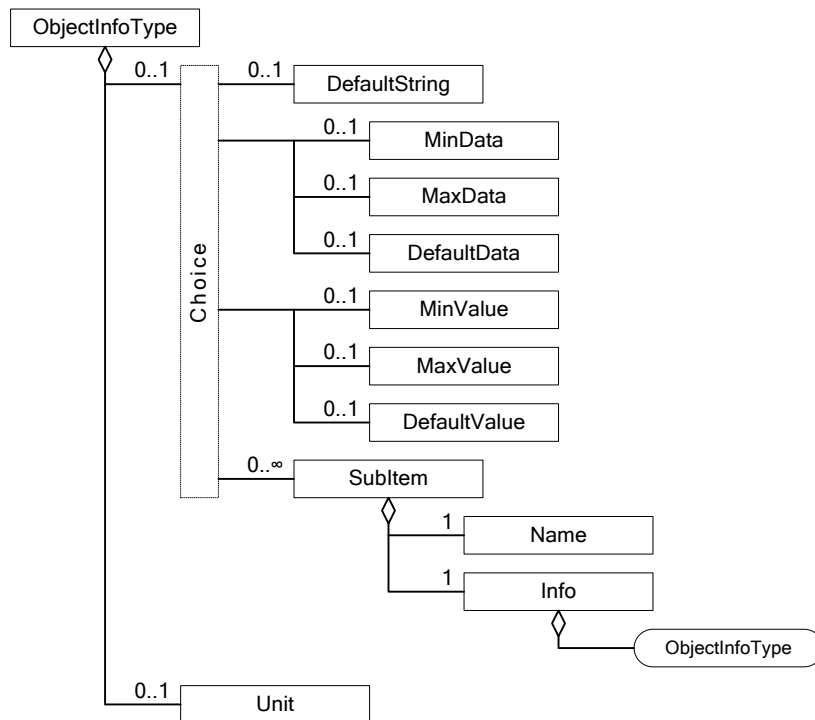 ObjectInfoType
0..1
0..1
DefaultString
0..1
MinData
0..1
MaxData
0..1
DefaultData
Choice
0..1
MinValue
0..1
MaxValue
0..1
DefaultValue
0..∞
SubItem
1
Name
1
Info
ObjectInfoType
0..1
Unit